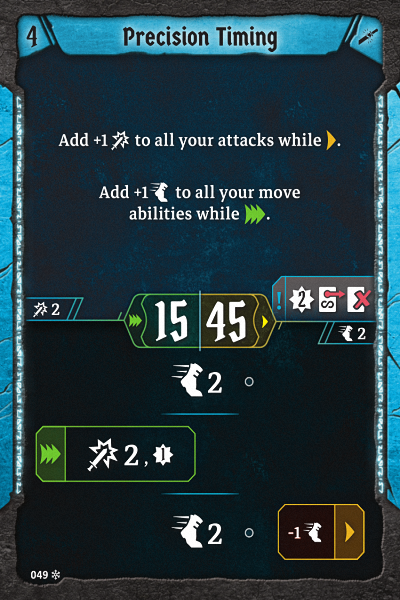 4
Precision Timing
Add +1 to all your attacks while .
Add +1 to all your move
abilities while .
2
15 45
! 2
2
2
2, 1
2
-1
049